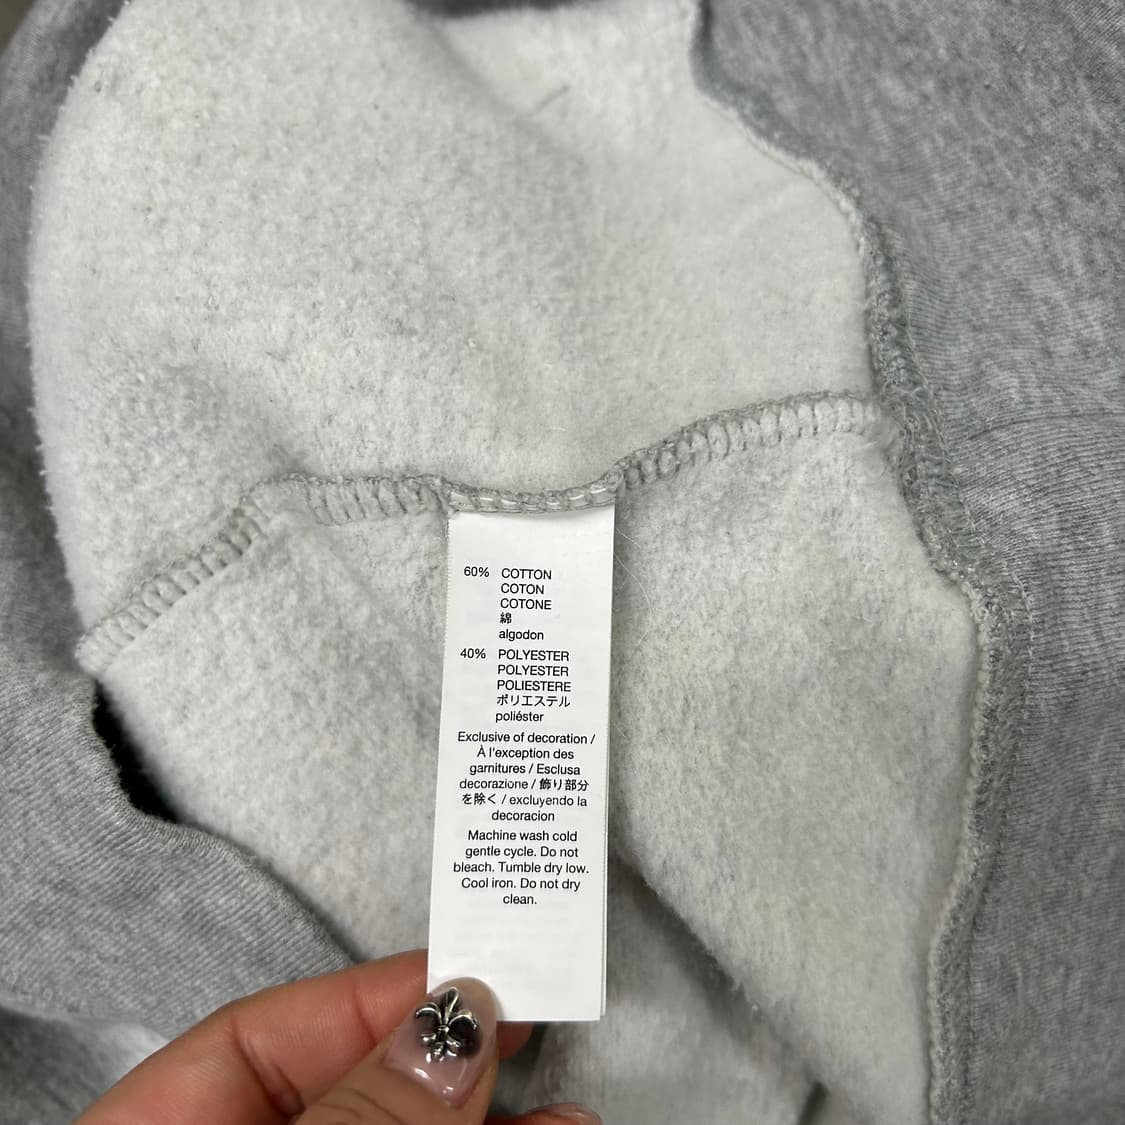 60% COTTON
COTON
COTONE
綿
algodon
40% POLYESTER
POLYESTER
POLIESTERE
ポリエステル
poliéster
Exclusive of decoration /
À l'exception des
garnitures / Esclusa
decorazione / 飾り部分
を除く / excluyendo la
decoracion
Machine wash cold
gentle cycle. Do not
bleach. Tumble dry low.
Cool iron. Do not dry
clean.